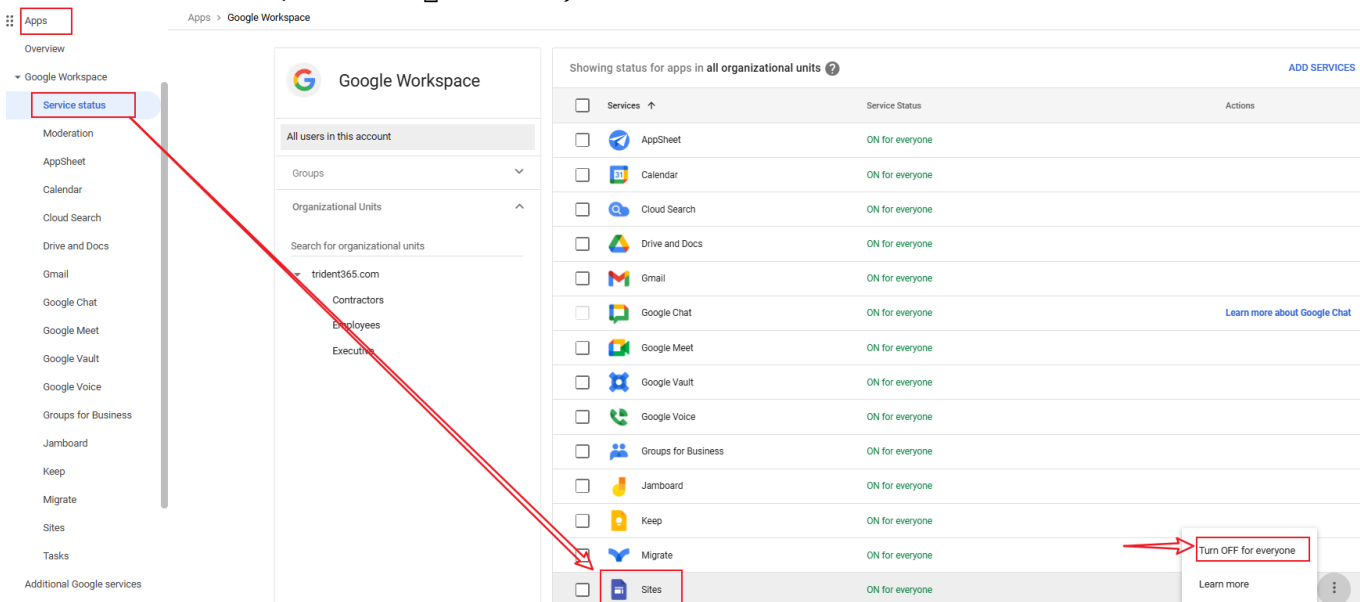 Apps
Overview
Google Workspace
Service status
Moderation
AppSheet
Calendar
Cloud Search
Drive and Docs
Gmail
Google Chat
Google Meet
Google Vault
Google Voice
Groups for Business
Jamboard
Keep
Migrate
Sites
Tasks
Additional Google services
Apps > Google Workspace
Google Workspace
All users in this account
Groups
Organizational Units
Search for organizational units
trident365.com
Contractors
Employees
Executive
Showing status for apps in all organizational units ?
ADD SERVICES
Services ↑ Service Status Actions
AppSheet ON for everyone
31 Calendar ON for everyone
Cloud Search ON for everyone
Drive and Docs ON for everyone
Gmail ON for everyone
Google Chat ON for everyone Learn more about Google Chat
Google Meet ON for everyone
Google Vault ON for everyone
Google Voice ON for everyone
Groups for Business ON for everyone
Jamboard ON for everyone
Keep ON for everyone
Migrate ON for everyone
Sites ON for everyone
Turn OFF for everyone
Learn more